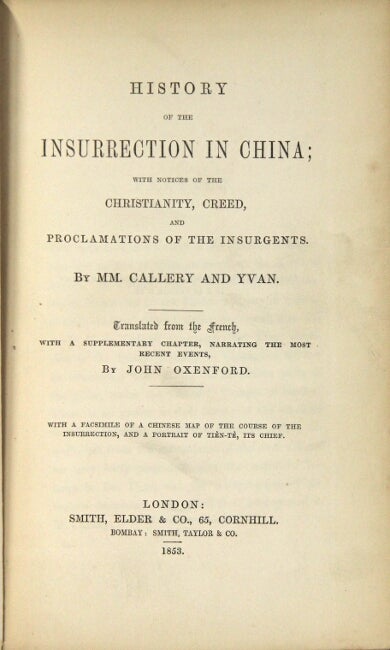 HISTORY
OF THE
INSURRECTION IN CHINA;
WITH NOTICES OF THE
CHRISTIANITY, CREED,
AND
PROCLAMATIONS OF THE INSURGENTS.
BY MM. CALLERY AND YVAN.
Translated from the French,
WITH A SUPPLEMENTARY CHAPTER, NARRATING THE MOST
RECENT EVENTS,
BY JOHN OXENFORD.
WITH A FACSIMILE OF A CHINESE MAP OF THE COURSE OF THE
INSURRECTION, AND A PORTRAIT OF TIÈN-TÈ, ITS CHIEF.
LONDON:
SMITH, ELDER & CO., 65, CORNHILL.
BOMBAY: SMITH, TAYLOR & CO.
1853.